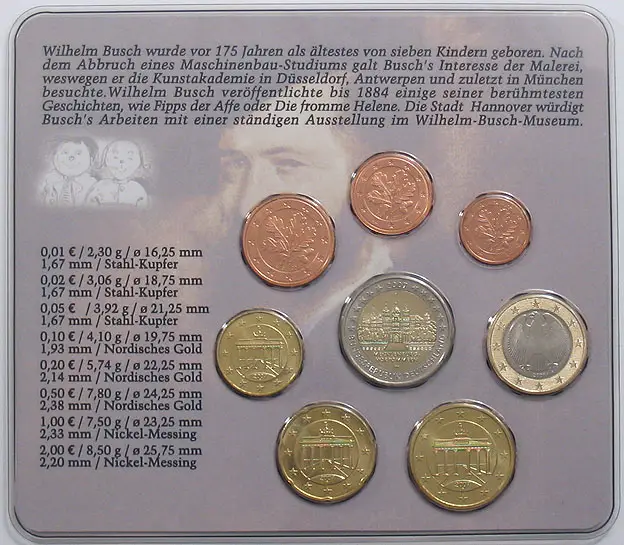 Wilhelm Busch wurde vor 175 Jahren als ältestes von sieben Kindern geboren. Nach
dem Abbruch eines Maschinenbau-Studiums galt Busch's Interesse der Malerei,
weswegen er die Kunstakademie in Düsseldorf, Antwerpen und zuletzt in München
besuchte.Wilhelm Busch veröffentlichte bis 1884 einige seiner berühmtesten
Geschichten, wie Fipps der Affe oder Die fromme Helene. Die Stadt Hannover würdigt
Busch's Arbeiten mit einer ständigen Ausstellung im Wilhelm-Busch-Museum.
0,01 € / 2,30 g / ø 16,25 mm
1,67 mm / Stahl-Kupfer
0,02 € / 3,06 g / ø 18,75 mm
1,67 mm / Stahl-Kupfer
0,05 € / 3,92 g / ø 21,25 mm
1,67 mm / Stahl-Kupfer
0,10 € / 4,10 g / ø 19,75 mm
1,93 mm / Nordisches Gold
0,20 € / 5,74 g / ø 22,25 mm
2,14 mm / Nordisches Gold
0,50 € / 7,80 g / ø 24,25 mm
2,38 mm / Nordisches Gold
1,00 € / 7,50 g / ø 23,25 mm
2,33 mm / Nickel-Messing
2,00 € / 8,50 g / ø 25,75 mm
2,20 mm / Nickel-Messing
2007
MECKLENBURG-
VORPOMMERN
BUNDESREPUBLIK DEUTSCHLAND